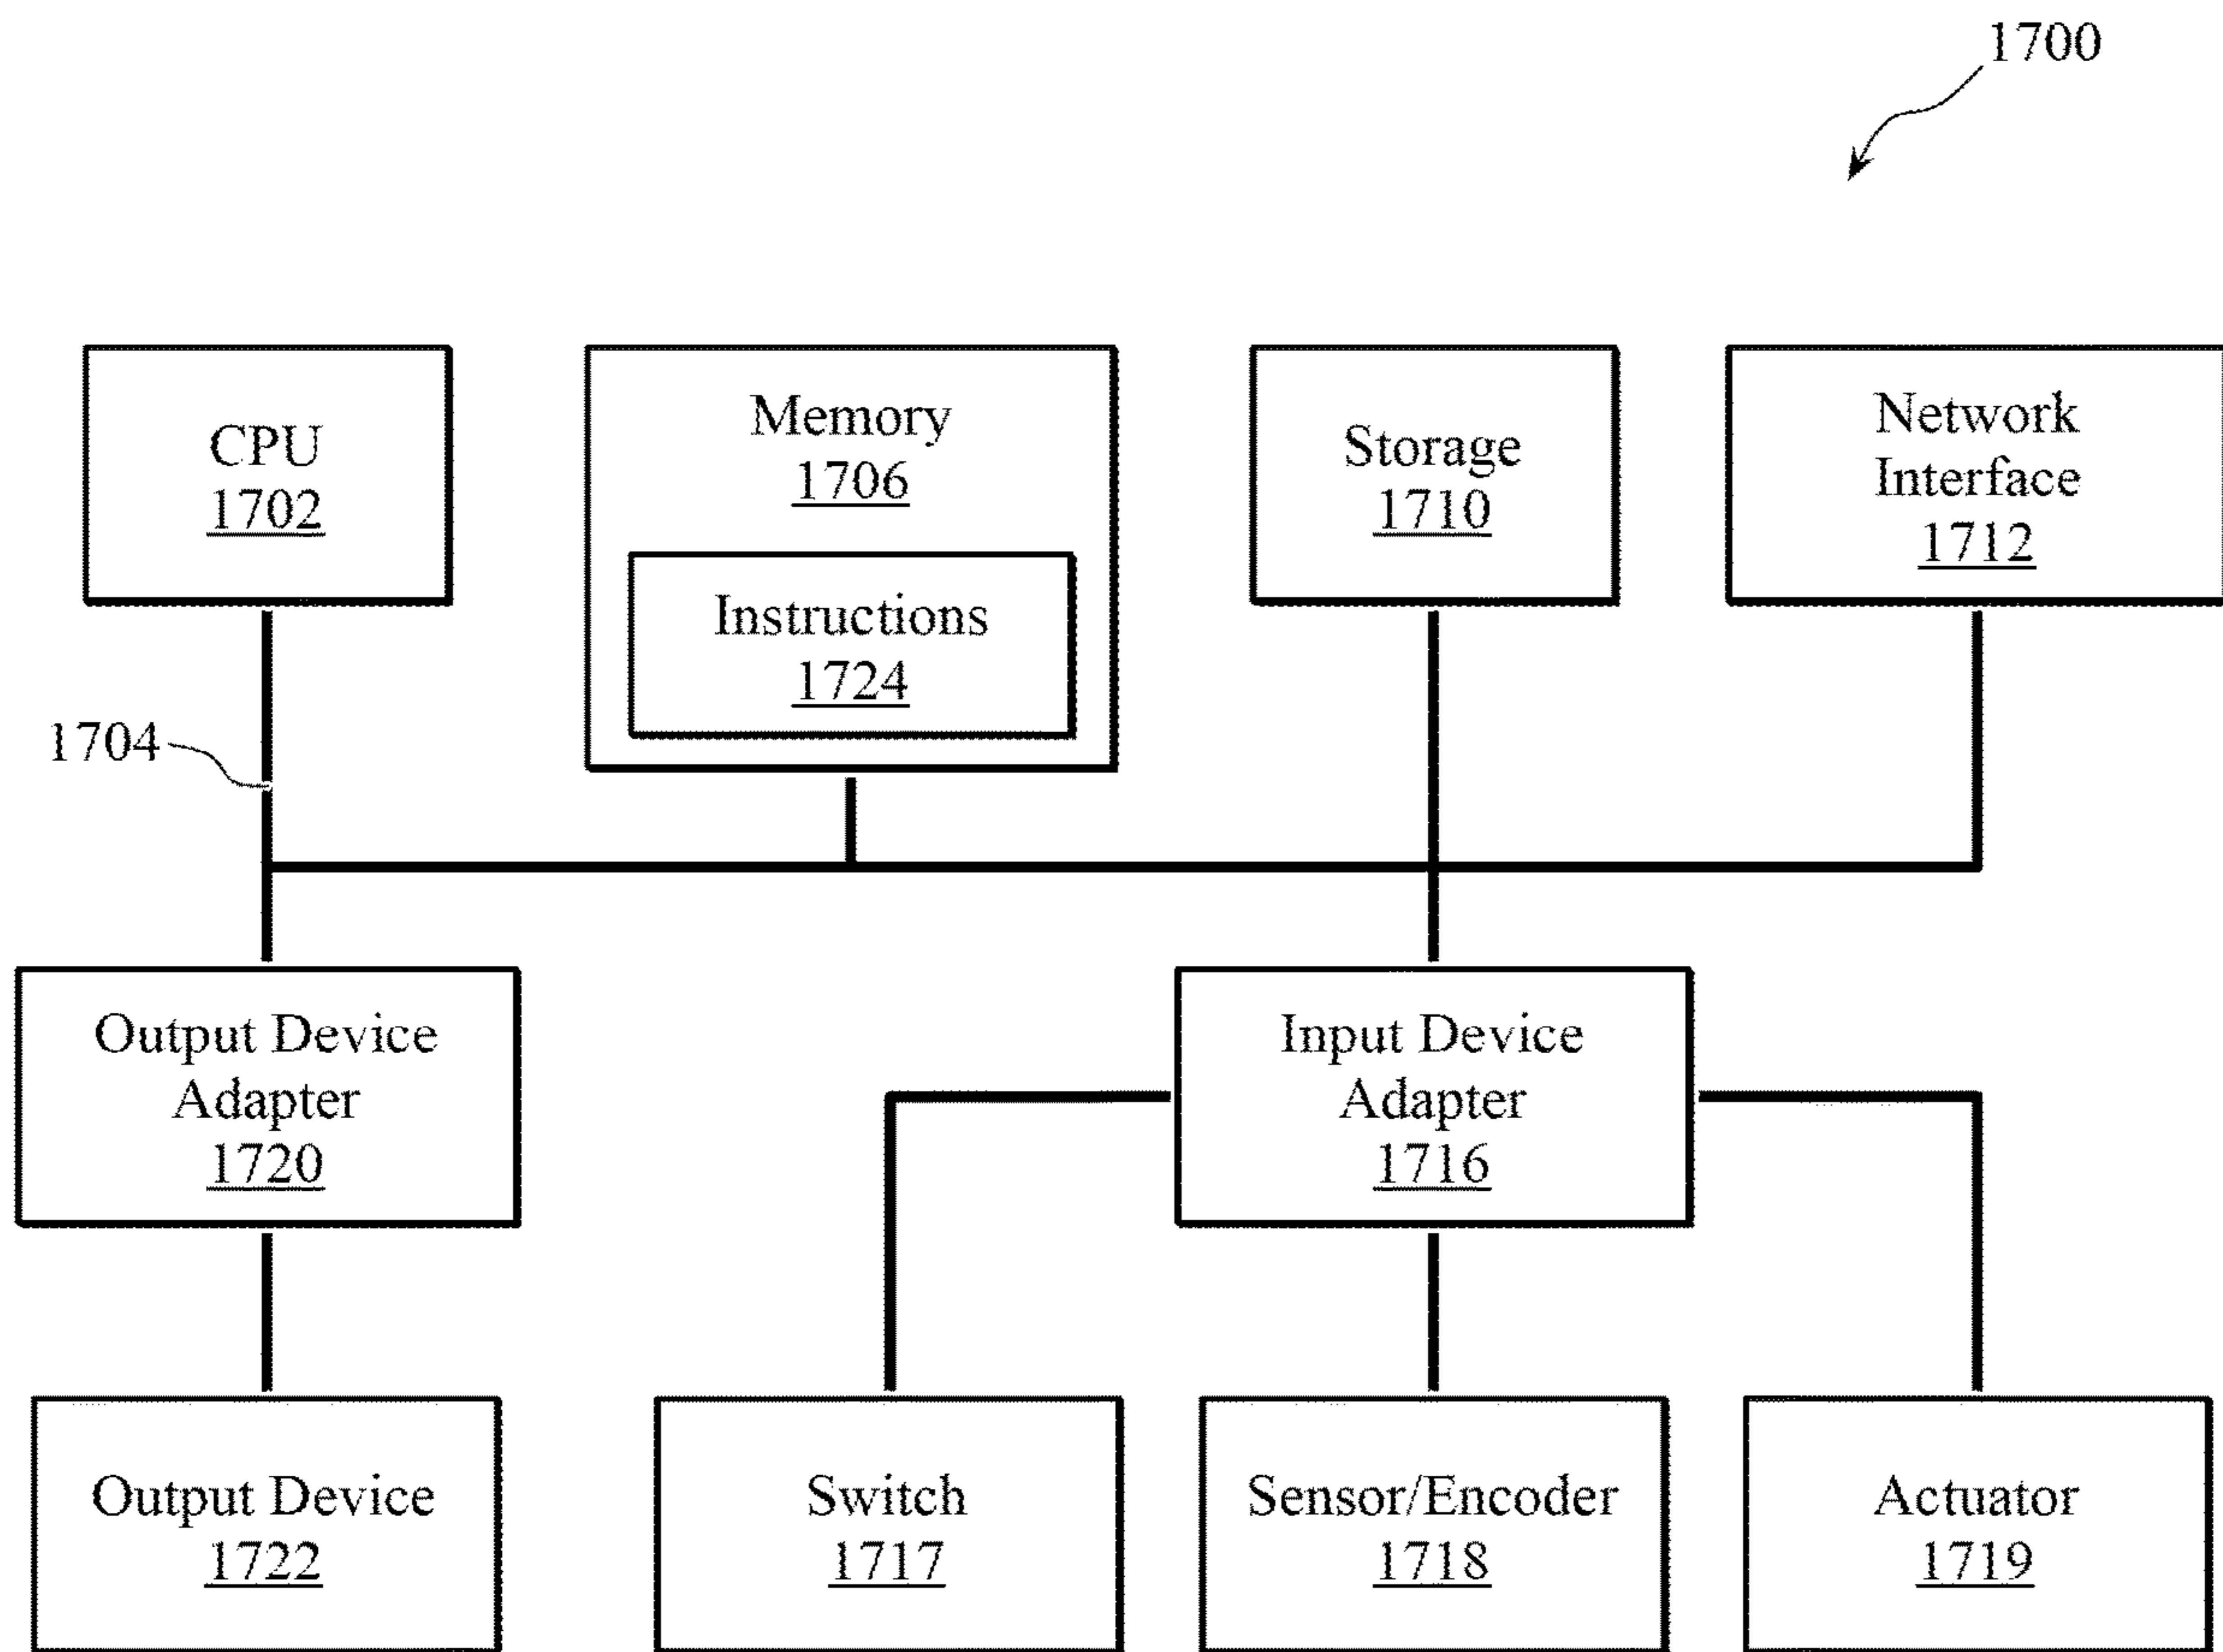 1700
CPU
1702
Memory
1706
Instructions
1724
Storage
1710
Network
Interface
1712
1704
Output Device
Adapter
1720
Input Device
Adapter
1716
Output Device
1722
Switch
1717
Sensor/Encoder
1718
Actuator
1719